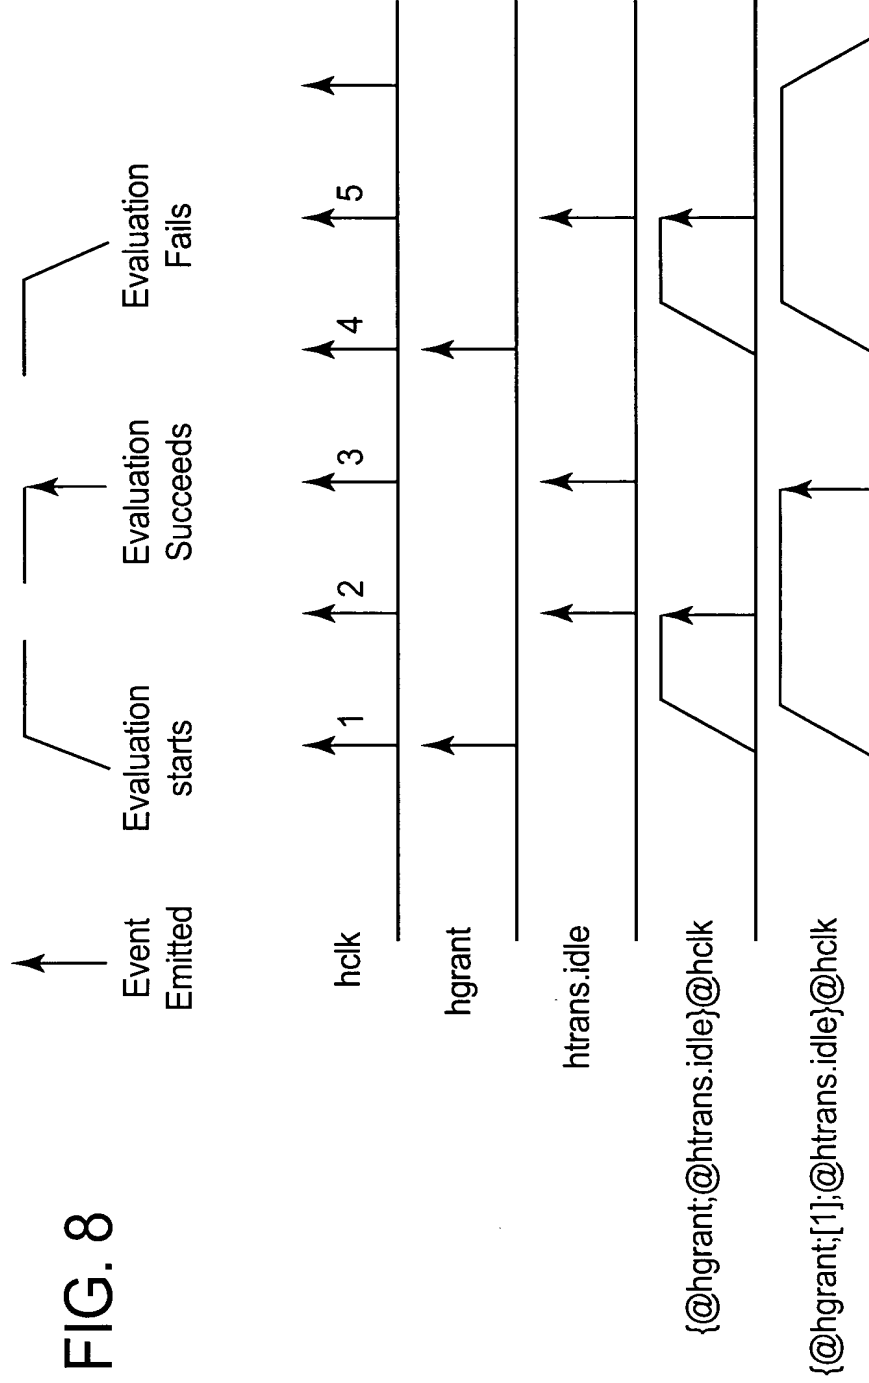 FIG. 8
Event
Emitted
Evaluation
starts
Evaluation
Succeeds
Evaluation
Fails
hclk
1
2
3
4
5
hgrant
htrans.idle
{@hgrant;@htrans.idle}@hclk
{@hgrant;[1];@htrans.idle}@hclk